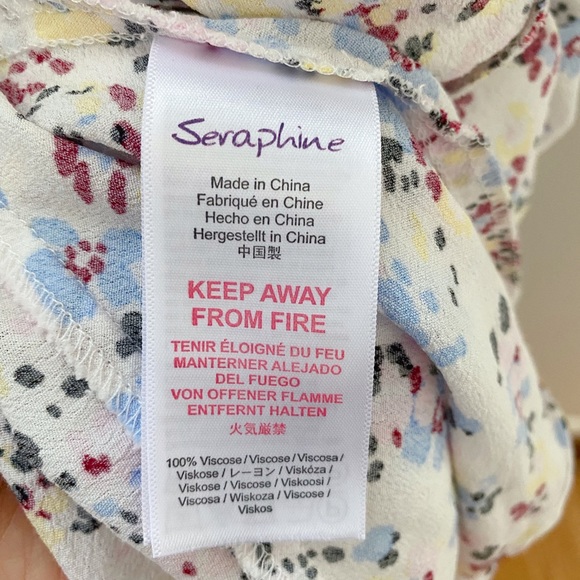 Seraphine
Made in China
Fabriqué en Chine
Hecho en China
Hergestellt in China
中国製
KEEP AWAY
FROM FIRE
TENIR ÉLOIGNÉ DU FEU
MANTERNER ALEJADO
DEL FUEGO
VON OFFENER FLAMME
ENTFERNT HALTEN
火気厳禁
100% Viscose / Viscose / Viscosa /
Viskose / レーヨン / Viskóza /
Viskose / Viscose / Viskoosi /
Viscosa / Wiskoza / Viscose /
Viskos